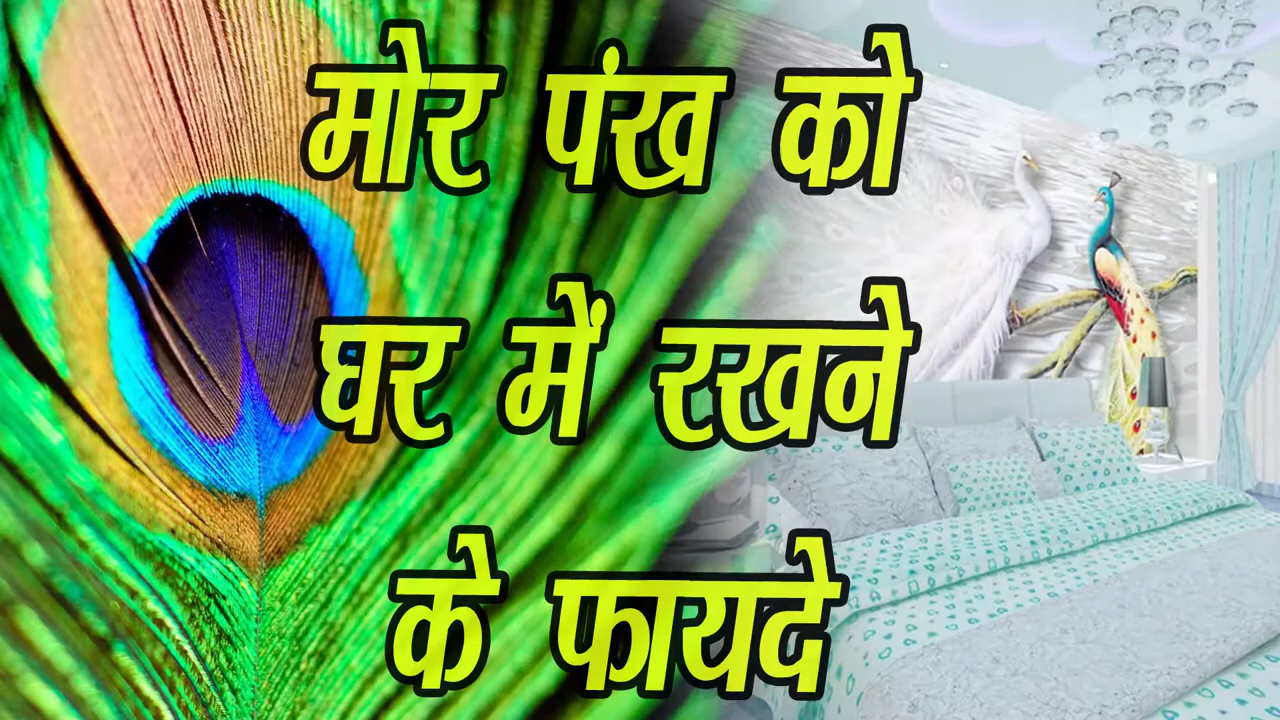 मोर पंख को
घर में रखने
के फायदे